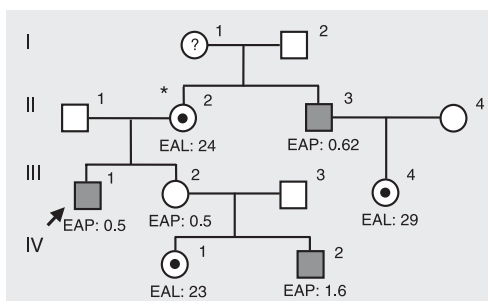 I 1 ? 2
II 1 * 2 3 4
EAL: 24 EAP: 0.62
III 1 2 3 4
EAP: 0.5 EAP: 0.5 EAL: 29
IV 1 2
EAL: 23 EAP: 1.6